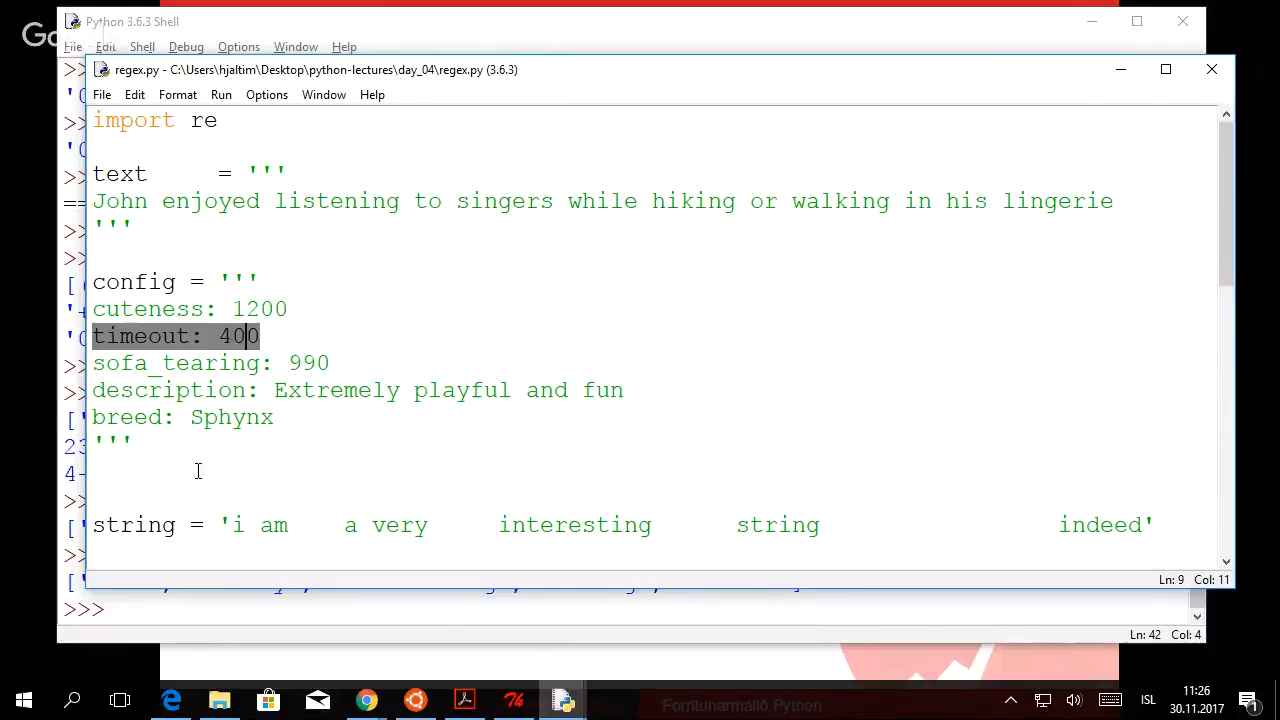 Python 3.6.3 Shell
Go
File Edit Shell Debug Options Window Help
regex.py - C:\Users\hjaltim\Desktop\python-lectures\day_04\regex.py (3.6.3)
File Edit Format Run Options Window Help
import re
text = '''
John enjoyed listening to singers while hiking or walking in his lingerie
'''
config = '''
cuteness: 1200
timeout: 400
sofa_tearing: 990
description: Extremely playful and fun
breed: Sphynx
'''
string = 'i am a very interesting string indeed'
Ln: 9 Col: 11
>>>
Ln: 42 Col: 4
Forritunarmálið Python
ISL
11:26
30.11.2017
1